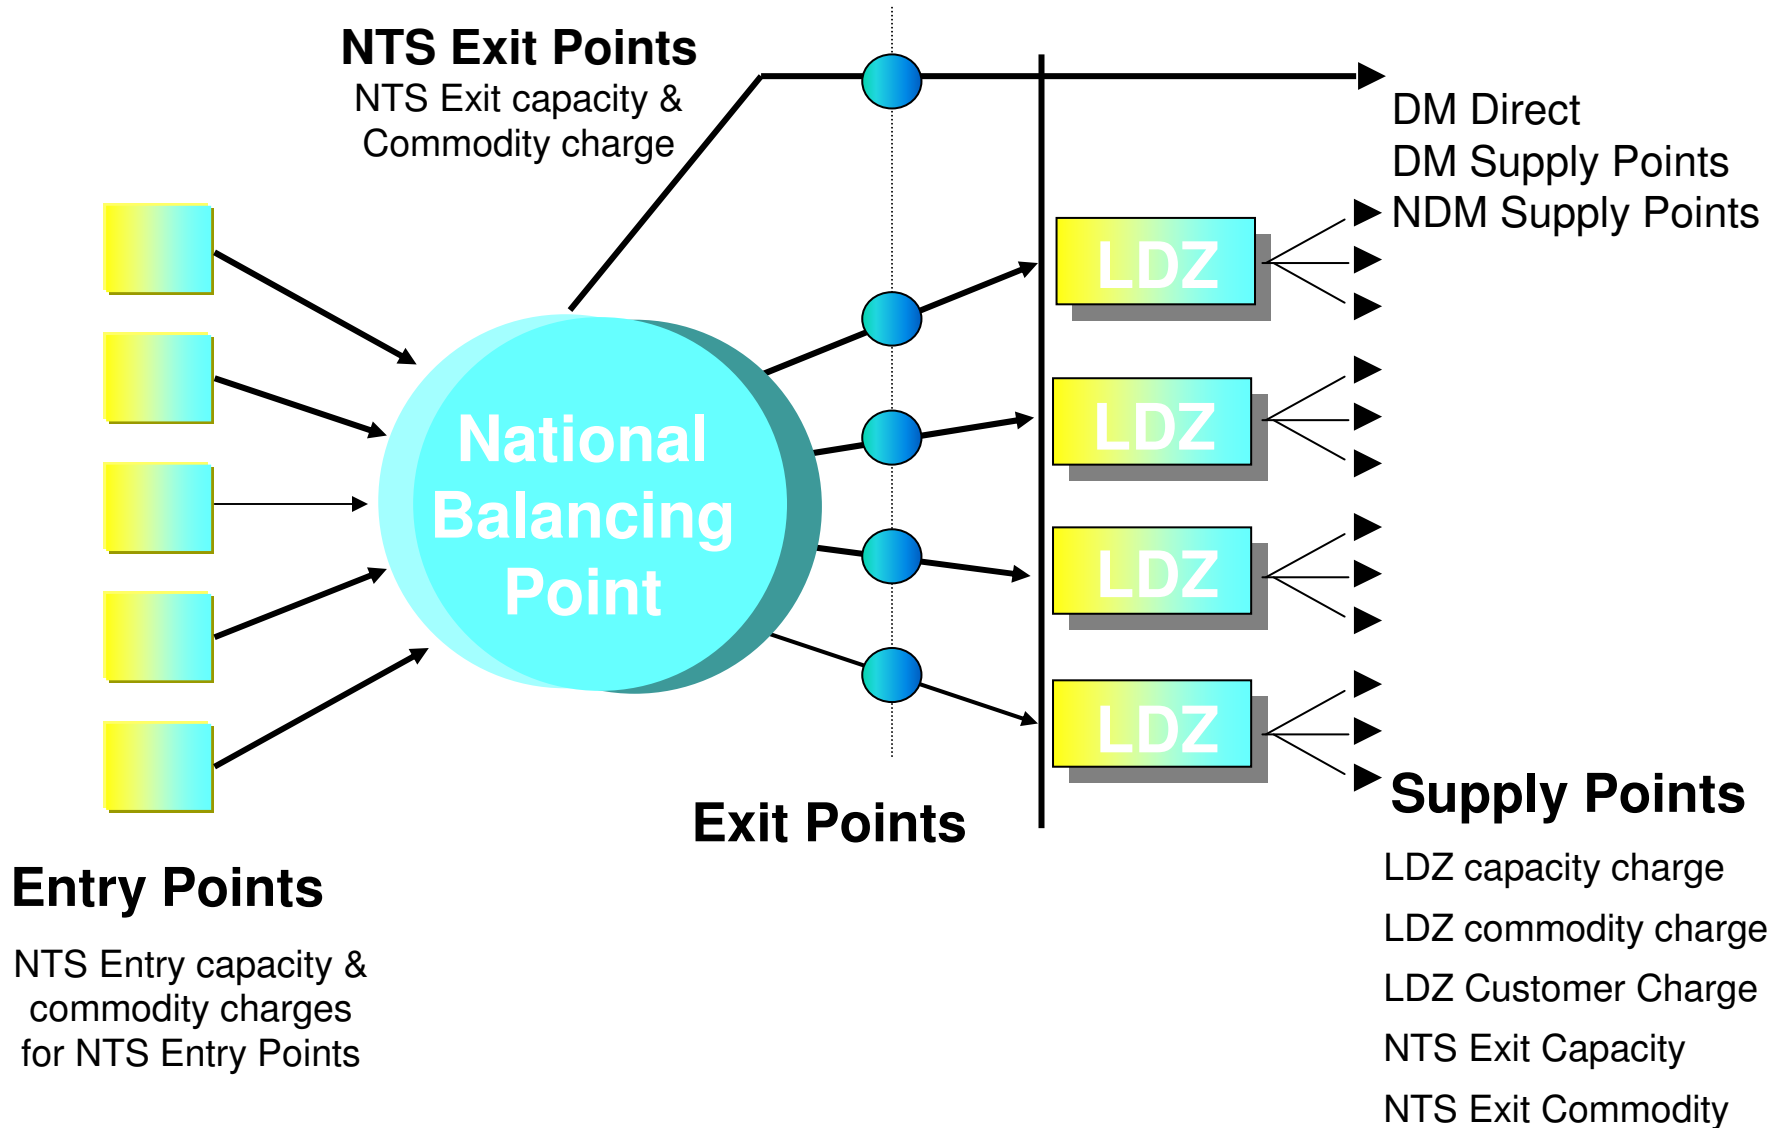 NTS Exit Points
NTS Exit capacity &
Commodity charge
DM Direct
DM Supply Points
NDM Supply Points
LDZ
LDZ
LDZ
LDZ
National
Balancing
Point
Exit Points
Supply Points
LDZ capacity charge
LDZ commodity charge
LDZ Customer Charge
NTS Exit Capacity
NTS Exit Commodity
Entry Points
NTS Entry capacity &
commodity charges
for NTS Entry Points